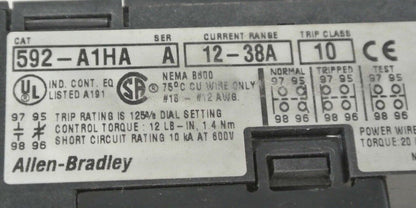 CAT SER CURRENT RANGE TRIP CLASS
592-A1HA A 12-38A 10 CE
UL IND. CONT. EQ. LISTED A191
SA NEMA B600
75°C CU WIRE ONLY
#18 - #12 AWG.
NORMAL TRIPPED TEST
97 95 97 95 97 95
98 96 98 96 98 96
97 95
98 96
TRIP RATING IS 125% DIAL SETTING
CONTROL TORQUE: 12 LB-IN, 1.4 Nm
SHORT CIRCUIT RATING 10 kA AT 600V
POWER WIRE
TORQUE: 20
Allen-Bradley